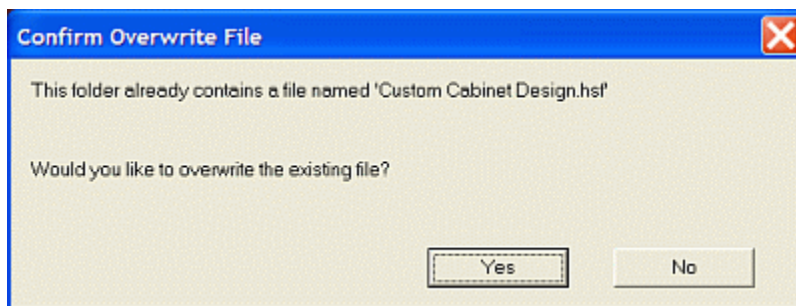 Confirm Overwrite File
This folder already contains a file named 'Custom Cabinet Design.hsf'
Would you like to overwrite the existing file?
Yes
No